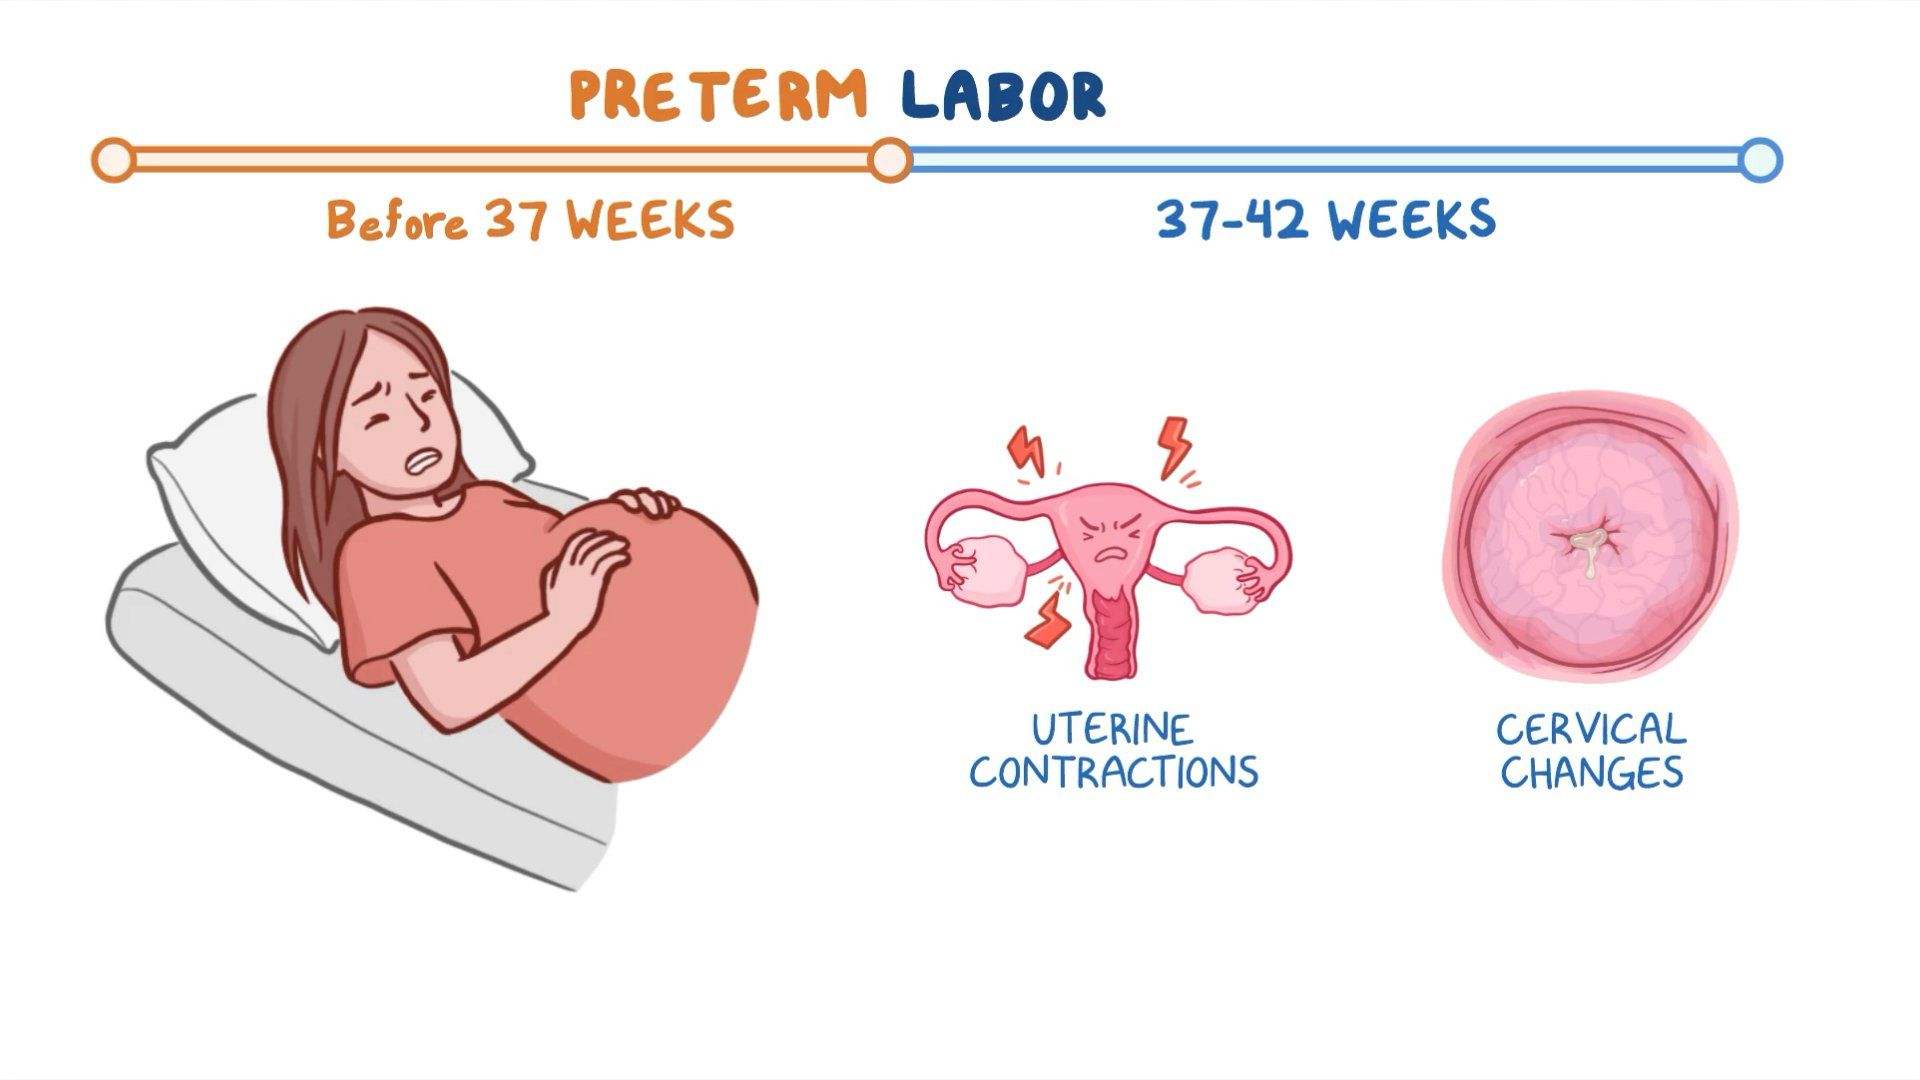 PRETERM LABOR
Before 37 WEEKS
37-42 WEEKS
UTERINE
CONTRACTIONS
CERVICAL
CHANGES